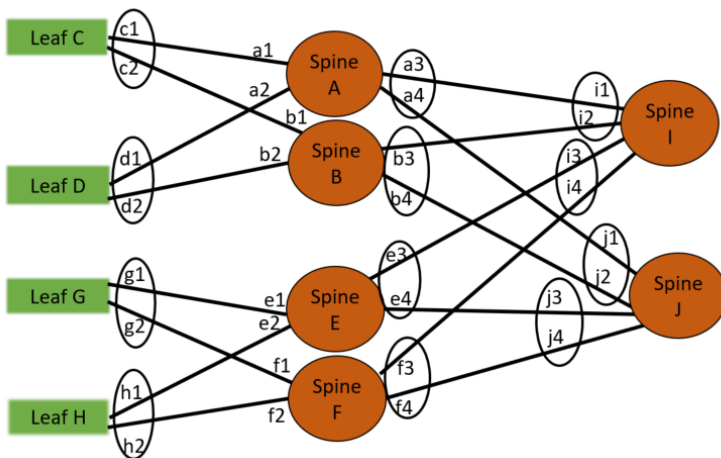 Leaf C
c1
c2
a1
a2
b1
b2
Spine
A
Spine
B
a3
a4
b3
b4
i1
i2
i3
i4
Spine
I
Leaf D
d1
d2
Leaf G
g1
g2
e1
e2
f1
f2
Spine
E
Spine
F
e3
e4
f3
f4
j1
j2
j3
j4
Spine
J
Leaf H
h1
h2